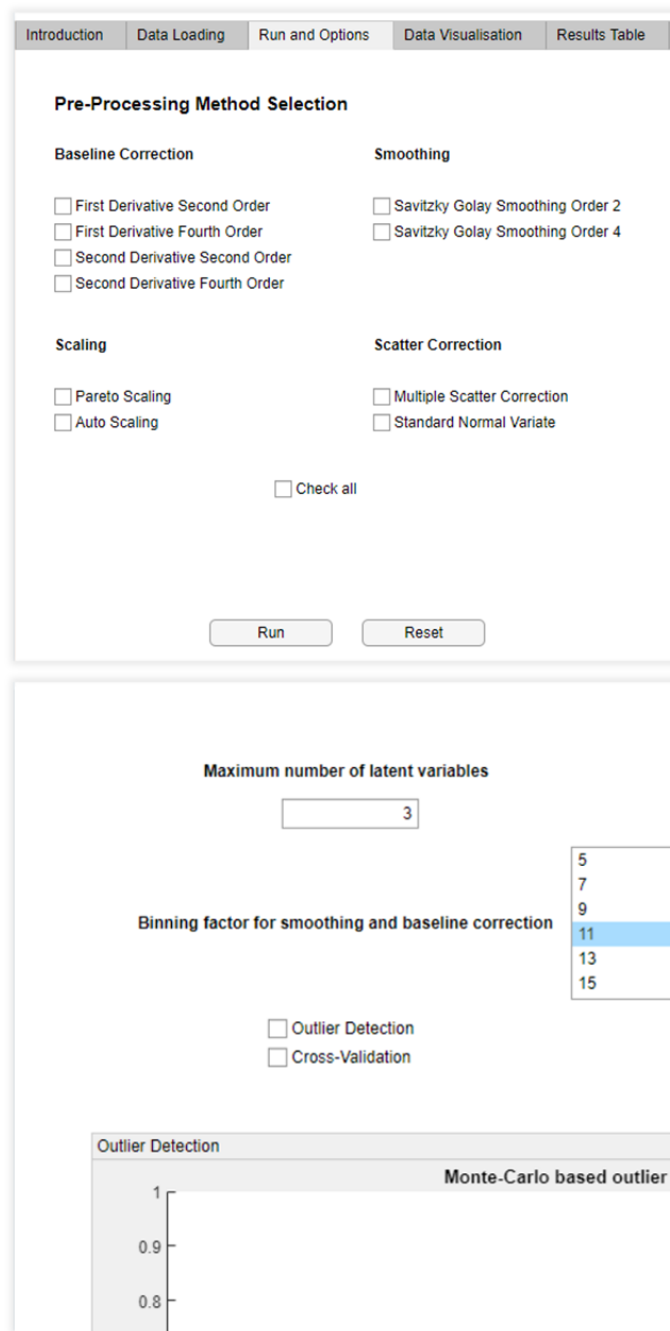 Introduction Data Loading Run and Options Data Visualisation Results Table
Pre-Processing Method Selection
Baseline Correction Smoothing
First Derivative Second Order Savitzky Golay Smoothing Order 2
First Derivative Fourth Order Savitzky Golay Smoothing Order 4
Second Derivative Second Order
Second Derivative Fourth Order
Scaling Scatter Correction
Pareto Scaling Multiple Scatter Correction
Auto Scaling Standard Normal Variate
Check all
Run Reset
Maximum number of latent variables
3
5
7
9
Binning factor for smoothing and baseline correction
11
13
15
Outlier Detection
Cross-Validation
Outlier Detection
Monte-Carlo based outlier
1
0.9
0.8